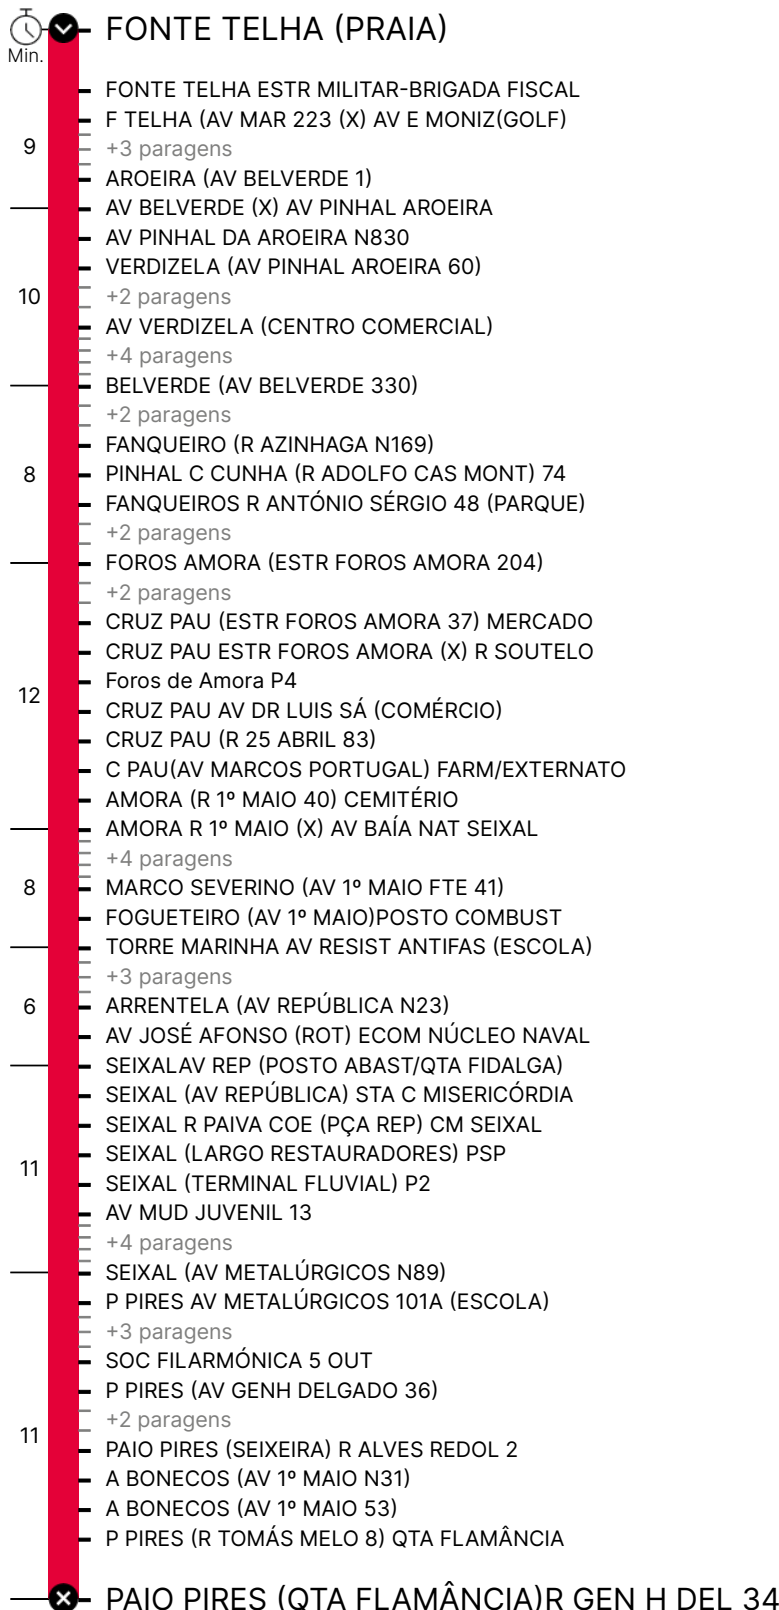 FONTE TELHA (PRAIA)
Min.
FONTE TELHA ESTR MILITAR-BRIGADA FISCAL
F TELHA (AV MAR 223 (X) AV E MONIZ(GOLF)
9
+3 paragens
AROEIRA (AV BELVERDE 1)
AV BELVERDE (X) AV PINHAL AROEIRA
AV PINHAL DA AROEIRA N830
VERDIZELA (AV PINHAL AROEIRA 60)
10
+2 paragens
AV VERDIZELA (CENTRO COMERCIAL)
+4 paragens
BELVERDE (AV BELVERDE 330)
+2 paragens
FANQUEIRO (R AZINHAGA N169)
8
PINHAL C CUNHA (R ADOLFO CAS MONT) 74
FANQUEIROS R ANTÓNIO SÉRGIO 48 (PARQUE)
+2 paragens
FOROS AMORA (ESTR FOROS AMORA 204)
+2 paragens
CRUZ PAU (ESTR FOROS AMORA 37) MERCADO
CRUZ PAU ESTR FOROS AMORA (X) R SOUTELO
Foros de Amora P4
12
CRUZ PAU AV DR LUIS SÁ (COMÉRCIO)
CRUZ PAU (R 25 ABRIL 83)
C PAU(AV MARCOS PORTUGAL) FARM/EXTERNATO
AMORA (R 1º MAIO 40) CEMITÉRIO
AMORA R 1º MAIO (X) AV BAÍA NAT SEIXAL
+4 paragens
8
MARCO SEVERINO (AV 1º MAIO FTE 41)
FOGUETEIRO (AV 1º MAIO)POSTO COMBUST
TORRE MARINHA AV RESIST ANTIFAS (ESCOLA)
+3 paragens
6
ARRENTELA (AV REPÚBLICA N23)
AV JOSÉ AFONSO (ROT) ECOM NÚCLEO NAVAL
SEIXALAV REP (POSTO ABAST/QTA FIDALGA)
SEIXAL (AV REPÚBLICA) STA C MISERICÓRDIA
SEIXAL R PAIVA COE (PÇA REP) CM SEIXAL
SEIXAL (LARGO RESTAURADORES) PSP
11
SEIXAL (TERMINAL FLUVIAL) P2
AV MUD JUVENIL 13
+4 paragens
SEIXAL (AV METALÚRGICOS N89)
P PIRES AV METALÚRGICOS 101A (ESCOLA)
+3 paragens
SOC FILARMÓNICA 5 OUT
P PIRES (AV GENH DELGADO 36)
+2 paragens
11
PAIO PIRES (SEIXEIRA) R ALVES REDOL 2
A BONECOS (AV 1º MAIO N31)
A BONECOS (AV 1º MAIO 53)
P PIRES (R TOMÁS MELO 8) QTA FLAMÂNCIA
PAIO PIRES (QTA FLAMÂNCIA)R GEN H DEL 34